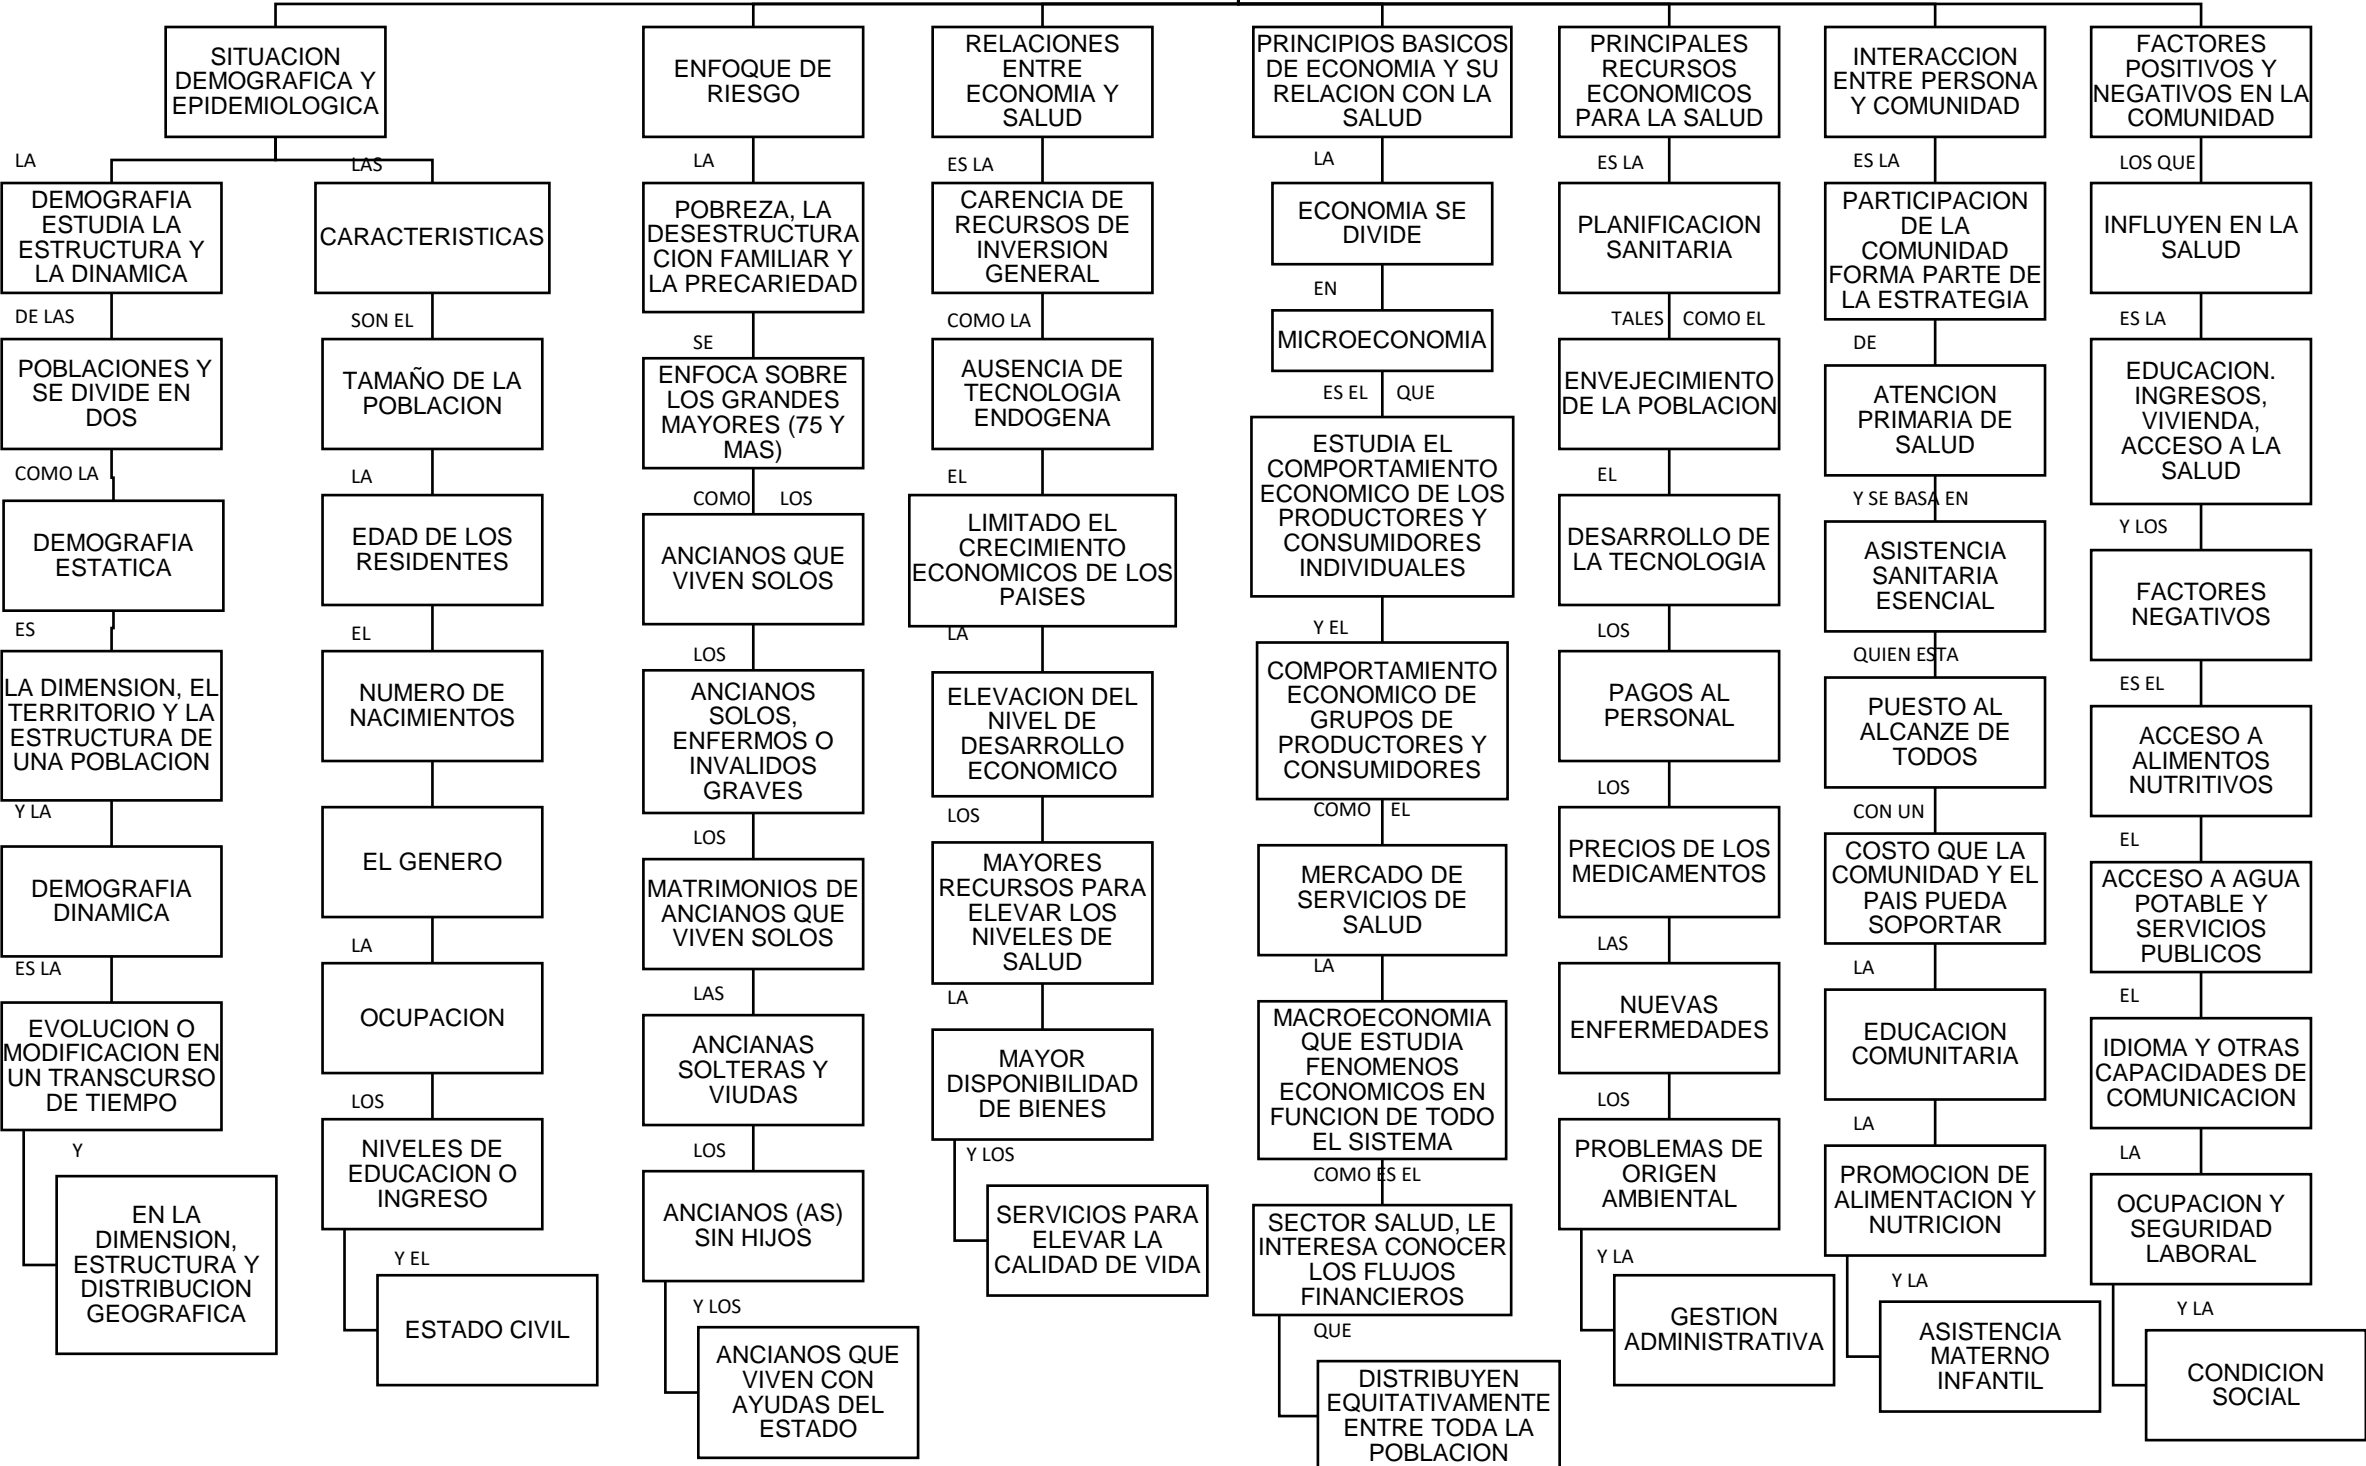 SITUACION
DEMOGRAFICA Y
EPIDEMIOLOGICA
LA
DEMOGRAFIA
ESTUDIA LA
ESTRUCTURA Y
LA DINAMICA
DE LAS
POBLACIONES Y
SE DIVIDE EN
DOS
COMO LA
DEMOGRAFIA
ESTATICA
ES
LA DIMENSION, EL
TERRITORIO Y LA
ESTRUCTURA DE
UNA POBLACION
Y LA
DEMOGRAFIA
DINAMICA
ES LA
EVOLUCION O
MODIFICACION EN
UN TRANSCURSO
DE TIEMPO
Y
EN LA
DIMENSION,
ESTRUCTURA Y
DISTRIBUCION
GEOGRAFICA
LAS
CARACTERISTICAS
SON EL
TAMAÑO DE LA
POBLACION
LA
EDAD DE LOS
RESIDENTES
EL
NUMERO DE
NACIMIENTOS
EL GENERO
LA
OCUPACION
LOS
NIVELES DE
EDUCACION O
INGRESO
Y EL
ESTADO CIVIL
ENFOQUE DE
RIESGO
LA
POBREZA, LA
DESESTRUCTURA
CION FAMILIAR Y
LA PRECARIEDAD
SE
ENFOCA SOBRE
LOS GRANDES
MAYORES (75 Y
MAS)
COMO LOS
ANCIANOS QUE
VIVEN SOLOS
LOS
ANCIANOS
SOLOS,
ENFERMOS O
INVALIDOS
GRAVES
LOS
MATRIMONIOS DE
ANCIANOS QUE
VIVEN SOLOS
LAS
ANCIANAS
SOLTERAS Y
VIUDAS
LOS
ANCIANOS (AS)
SIN HIJOS
Y LOS
ANCIANOS QUE
VIVEN CON
AYUDAS DEL
ESTADO
RELACIONES
ENTRE
ECONOMIA Y
SALUD
ES LA
CARENCIA DE
RECURSOS DE
INVERSION
GENERAL
COMO LA
AUSENCIA DE
TECNOLOGIA
ENDOGENA
EL
LIMITADO EL
CRECIMIENTO
ECONOMICOS DE LOS
PAISES
LA
ELEVACION DEL
NIVEL DE
DESARROLLO
ECONOMICO
LOS
MAYORES
RECURSOS PARA
ELEVAR LOS
NIVELES DE
SALUD
LA
MAYOR
DISPONIBILIDAD
DE BIENES
Y LOS
SERVICIOS PARA
ELEVAR LA
CALIDAD DE VIDA
PRINCIPIOS BASICOS
DE ECONOMIA Y SU
RELACION CON LA
SALUD
LA
ECONOMIA SE
DIVIDE
EN
MICROECONOMIA
ES EL QUE
ESTUDIA EL
COMPORTAMIENTO
ECONOMICO DE LOS
PRODUCTORES Y
CONSUMIDORES
INDIVIDUALES
Y EL
COMPORTAMIENTO
ECONOMICO DE
GRUPOS DE
PRODUCTORES Y
CONSUMIDORES
COMO EL
MERCADO DE
SERVICIOS DE
SALUD
LA
MACROECONOMIA
QUE ESTUDIA
FENOMENOS
ECONOMICOS EN
FUNCION DE TODO
EL SISTEMA
COMO ES EL
SECTOR SALUD, LE
INTERESA CONOCER
LOS FLUJOS
FINANCIEROS
QUE
DISTRIBUYEN
EQUITATIVAMENTE
ENTRE TODA LA
POBLACION
PRINCIPALES
RECURSOS
ECONOMICOS
PARA LA SALUD
ES LA
PLANIFICACION
SANITARIA
TALES COMO EL
ENVEJECIMIENTO
DE LA POBLACION
EL
DESARROLLO DE
LA TECNOLOGIA
LOS
PAGOS AL
PERSONAL
LOS
PRECIOS DE LOS
MEDICAMENTOS
LAS
NUEVAS
ENFERMEDADES
LOS
PROBLEMAS DE
ORIGEN
AMBIENTAL
Y LA
GESTION
ADMINISTRATIVA
INTERACCION
ENTRE PERSONA
Y COMUNIDAD
ES LA
PARTICIPACION
DE LA
COMUNIDAD
FORMA PARTE DE
LA ESTRATEGIA
DE
ATENCION
PRIMARIA DE
SALUD
Y SE BASA EN
ASISTENCIA
SANITARIA
ESENCIAL
QUIEN ESTA
PUESTO AL
ALCANZE DE
TODOS
CON UN
COSTO QUE LA
COMUNIDAD Y EL
PAIS PUEDA
SOPORTAR
LA
EDUCACION
COMUNITARIA
LA
PROMOCION DE
ALIMENTACION Y
NUTRICION
Y LA
ASISTENCIA
MATERNO
INFANTIL
FACTORES
POSITIVOS Y
NEGATIVOS EN LA
COMUNIDAD
LOS QUE
INFLUYEN EN LA
SALUD
ES LA
EDUCACION.
INGRESOS,
VIVIENDA,
ACCESO A LA
SALUD
Y LOS
FACTORES
NEGATIVOS
ES EL
ACCESO A
ALIMENTOS
NUTRITIVOS
EL
ACCESO A AGUA
POTABLE Y
SERVICIOS
PUBLICOS
EL
IDIOMA Y OTRAS
CAPACIDADES DE
COMUNICACION
LA
OCUPACION Y
SEGURIDAD
LABORAL
Y LA
CONDICION
SOCIAL